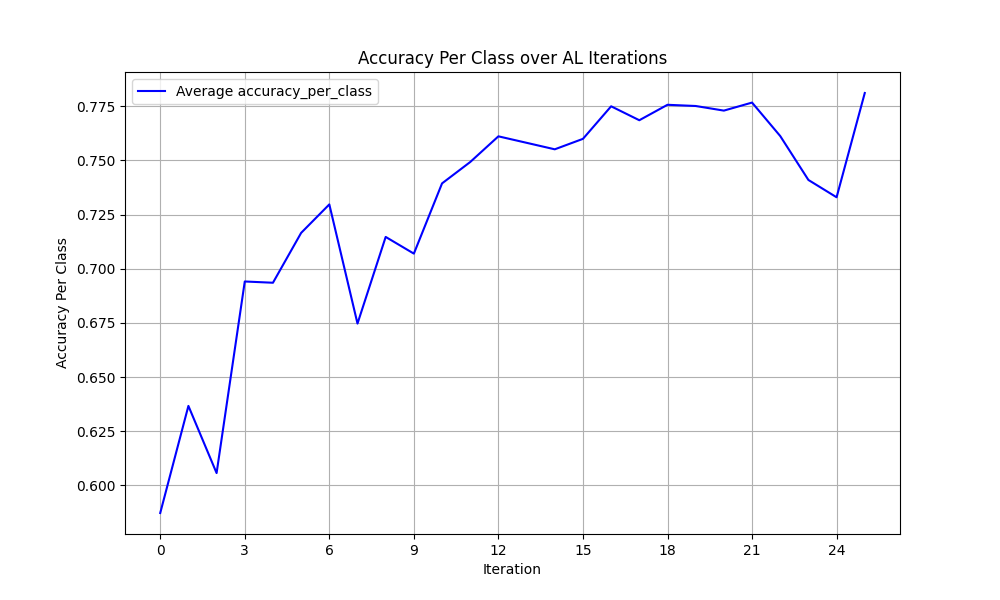 Accuracy Per Class over AL Iterations
Average accuracy_per_class
Accuracy Per Class
0.775
0.750
0.725
0.700
0.675
0.650
0.625
0.600
0 3 6 9 12 15 18 21 24
Iteration